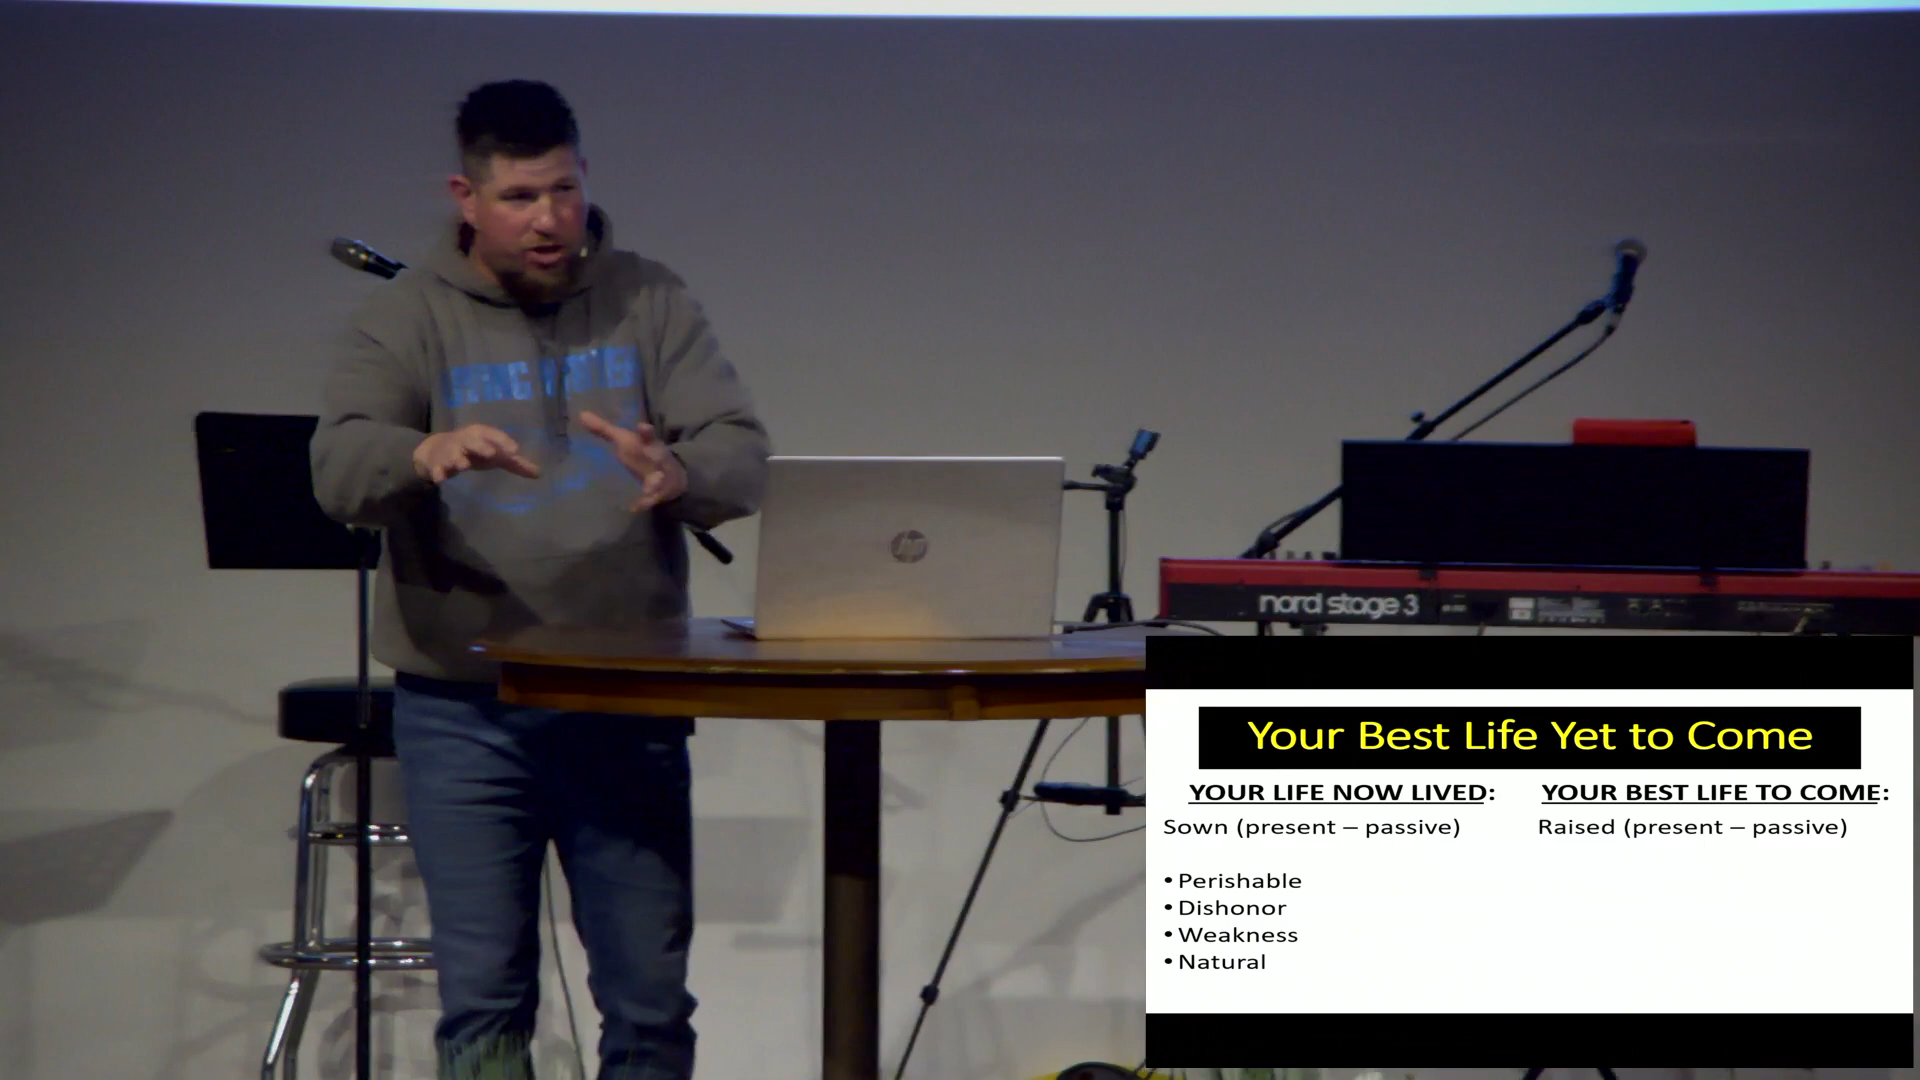 hp
nord stage 3
Your Best Life Yet to Come
YOUR LIFE NOW LIVED:
Sown (present – passive)
• Perishable
• Dishonor
• Weakness
• Natural
YOUR BEST LIFE TO COME:
Raised (present – passive)